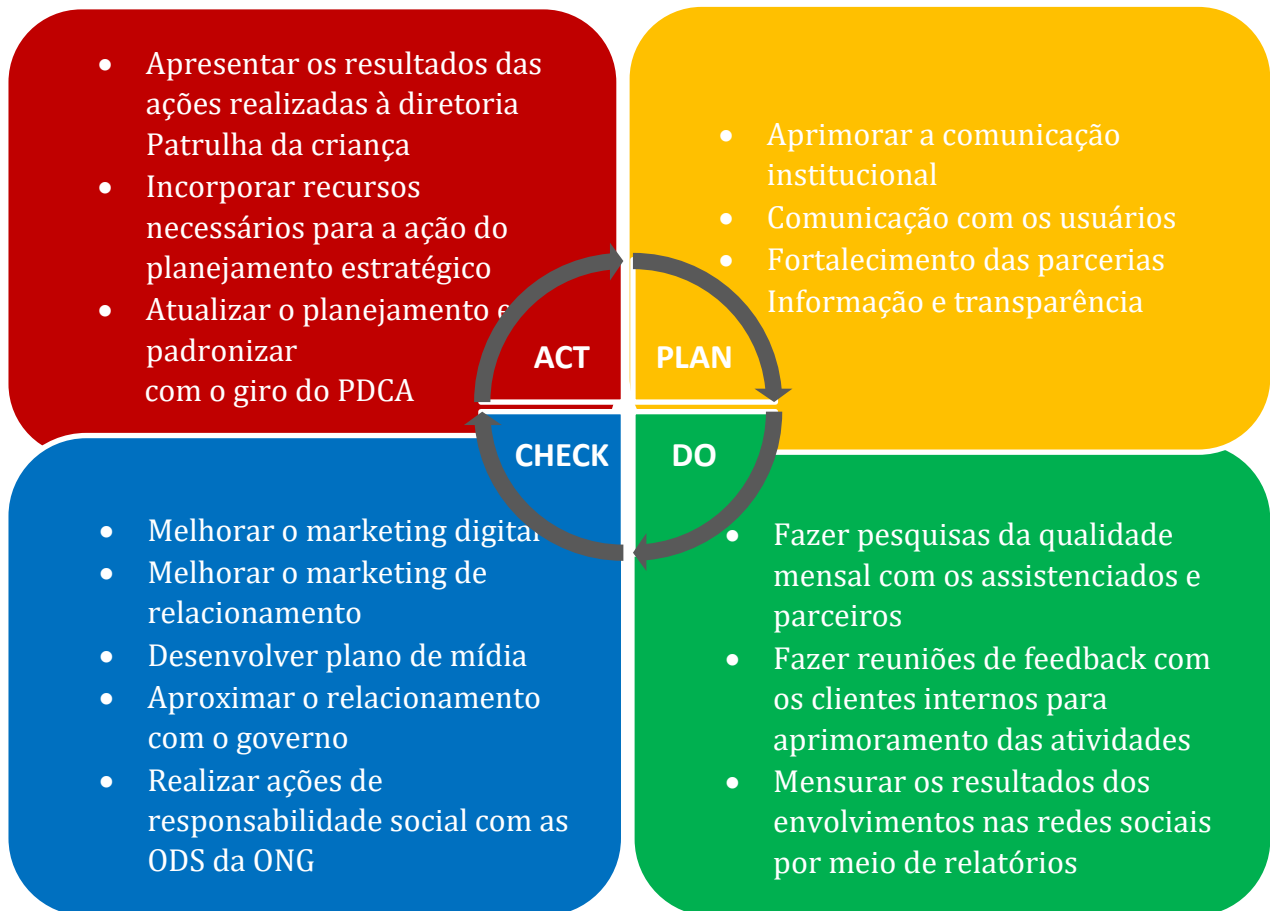 • Apresentar os resultados das
ações realizadas à diretoria
Patrulha da criança
• Incorporar recursos
necessários para a ação do
planejamento estratégico
• Atualizar o planejamento e
padronizar
com o giro do PDCA
ACT
• Aprimorar a comunicação
institucional
• Comunicação com os usuários
• Fortalecimento das parcerias
Informação e transparência
PLAN
CHECK
• Melhorar o marketing digital
• Melhorar o marketing de
relacionamento
• Desenvolver plano de mídia
• Aproximar o relacionamento
com o governo
• Realizar ações de
responsabilidade social com as
ODS da ONG
DO
• Fazer pesquisas da qualidade
mensal com os assistenciados e
parceiros
• Fazer reuniões de feedback com
os clientes internos para
aprimoramento das atividades
• Mensurar os resultados dos
envolvimentos nas redes sociais
por meio de relatórios